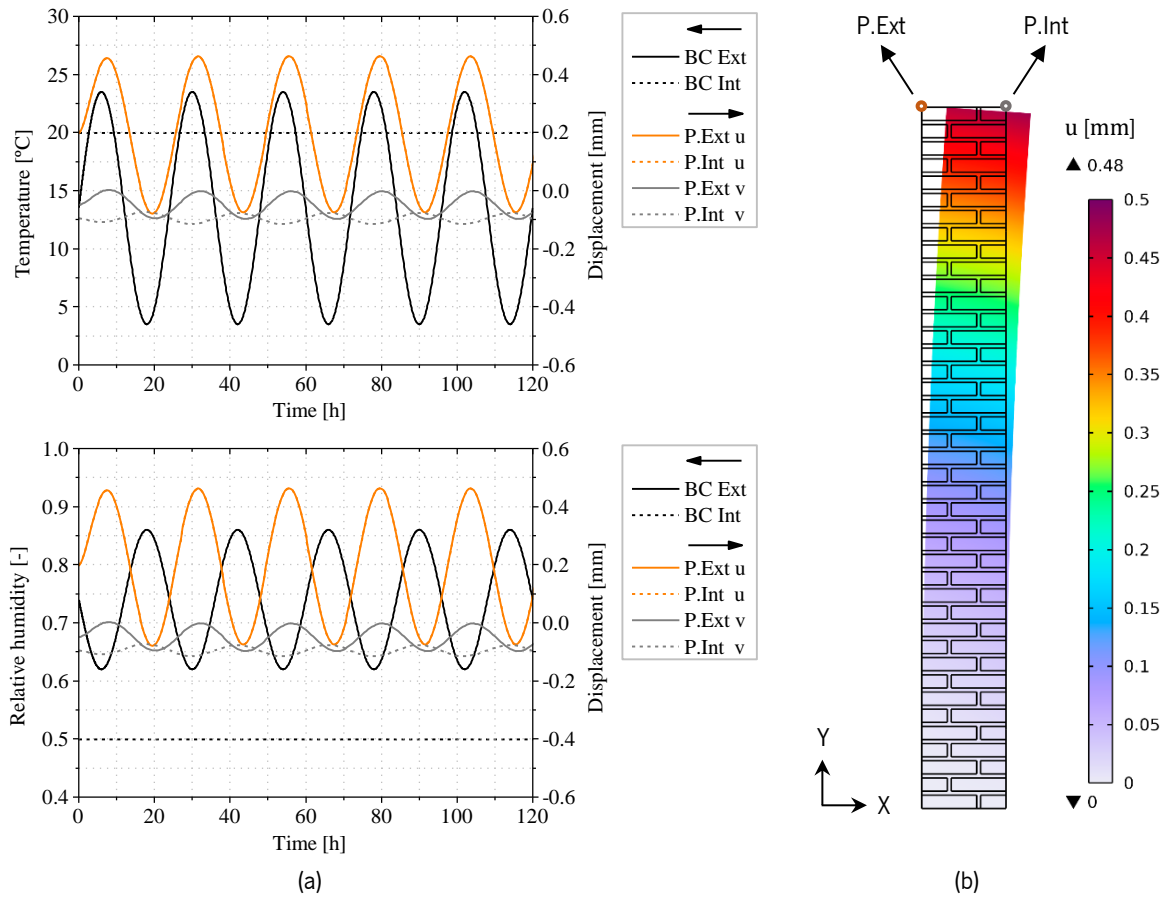 30
25
20
15
10
5
0
Temperature [ºC]
0.6
0.4
0.2
0.0
-0.2
-0.4
-0.6
Displacement [mm]
0 20 40 60 80 100 120
Time [h]
BC Ext
BC Int
P.Ext u
P.Int u
P.Ext v
P.Int v
1.0
0.9
0.8
0.7
0.6
0.5
0.4
Relative humidity [-]
0.6
0.4
0.2
0.0
-0.2
-0.4
-0.6
Displacement [mm]
0 20 40 60 80 100 120
Time [h]
BC Ext
BC Int
P.Ext u
P.Int u
P.Ext v
P.Int v
(a)
P.Ext P.Int
u [mm]
▲ 0.48
0.5
0.45
0.4
0.35
0.3
0.25
0.2
0.15
0.1
0.05
0
▼ 0
Y
X
(b)